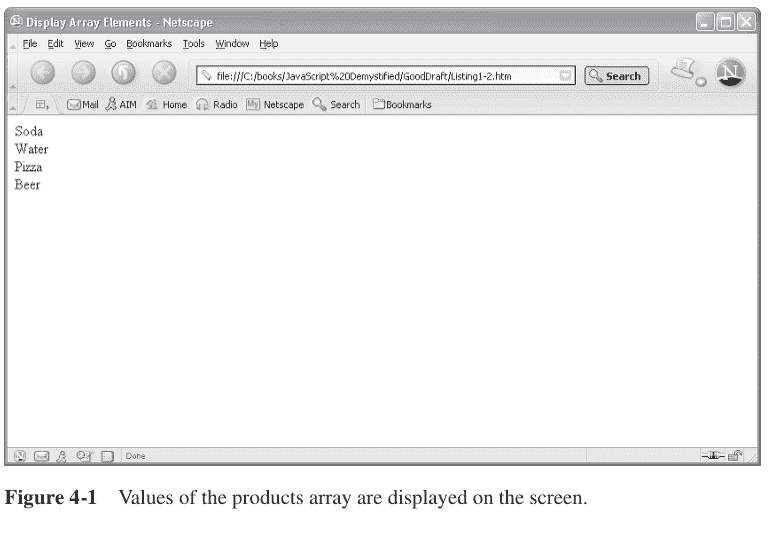 Display Array Elements - Netscape
File Edit View Go Bookmarks Tools Window Help
file:///C:/books/JavaScript%20Demystified/GoodDraft/Listing1-2.htm Search N
Mail AIM Home Radio My Netscape Search Bookmarks
Soda
Water
Pizza
Beer
Done
Figure 4-1 Values of the products array are displayed on the screen.